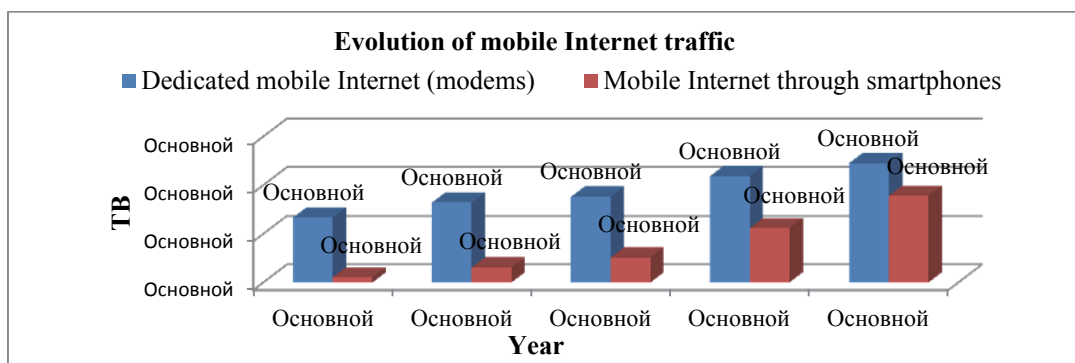 Evolution of mobile Internet traffic
Dedicated mobile Internet (modems) Mobile Internet through smartphones
Основной
Основной
Основной
Основной
TB
Основной
Основной
Основной
Основной
Основной
Основной
Основной
Основной
Основной
Основной
Основной Основной Основной Основной Основной
Year